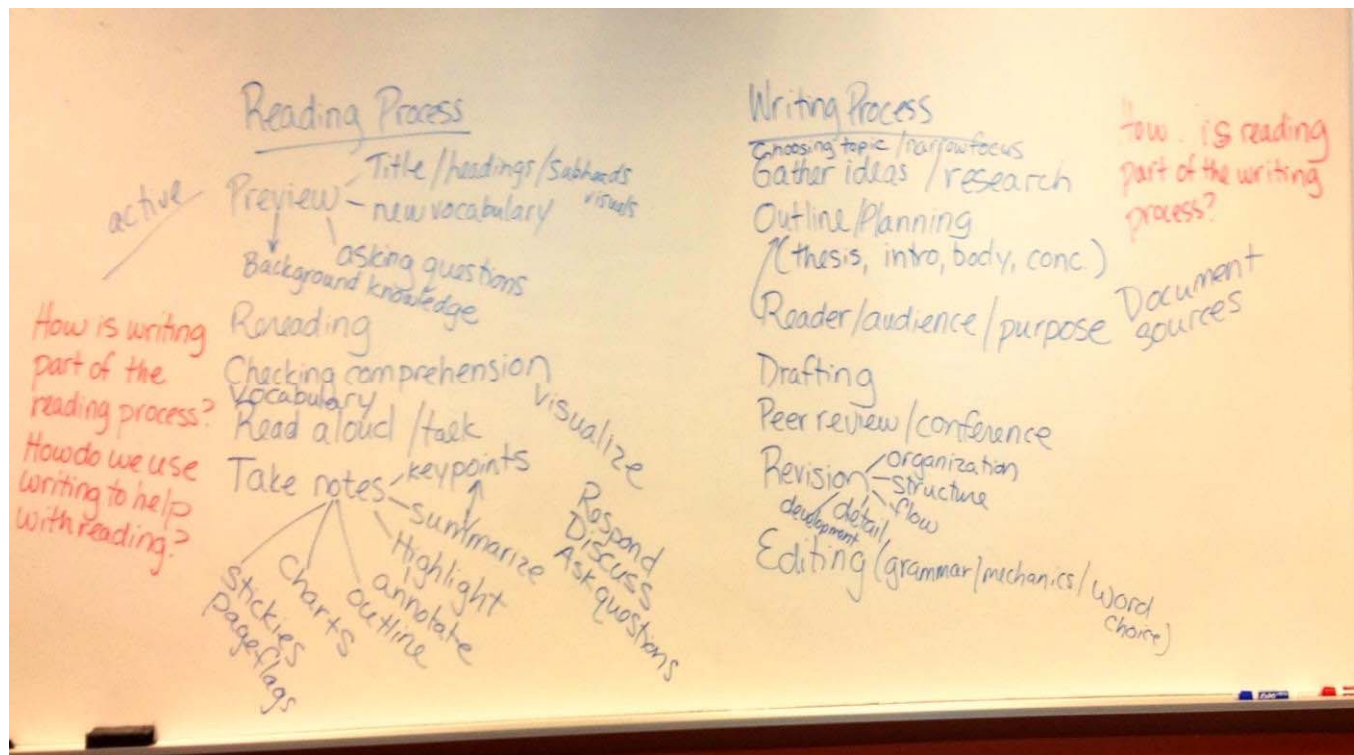 Reading Process
active
Preview
Title/headings/Subheads
visuals
new vocabulary
asking questions
Background knowledge
How is writing
part of the
reading process?
How do we use
writing to help
with reading?
Rereading
Checking comprehension
Vocabulary
visualize
Read aloud/talk
Take notes
keypoints
summarize
Highlight
annotate
outline
charts
stickies
pageflags
Respond
Discuss
Ask quostions
Writing Process
Choosing topic/narrow focus
Gather ideas/research
Outline/Planning
(thesis, intro, body, conc.)
Reader/audience/purpose
Document
sources
Drafting
Peer review/conference
Revision
organization
structure
flow
detail
development
Editing (grammar/mechanics/word
choice)
How is reading
part of the writing
process?